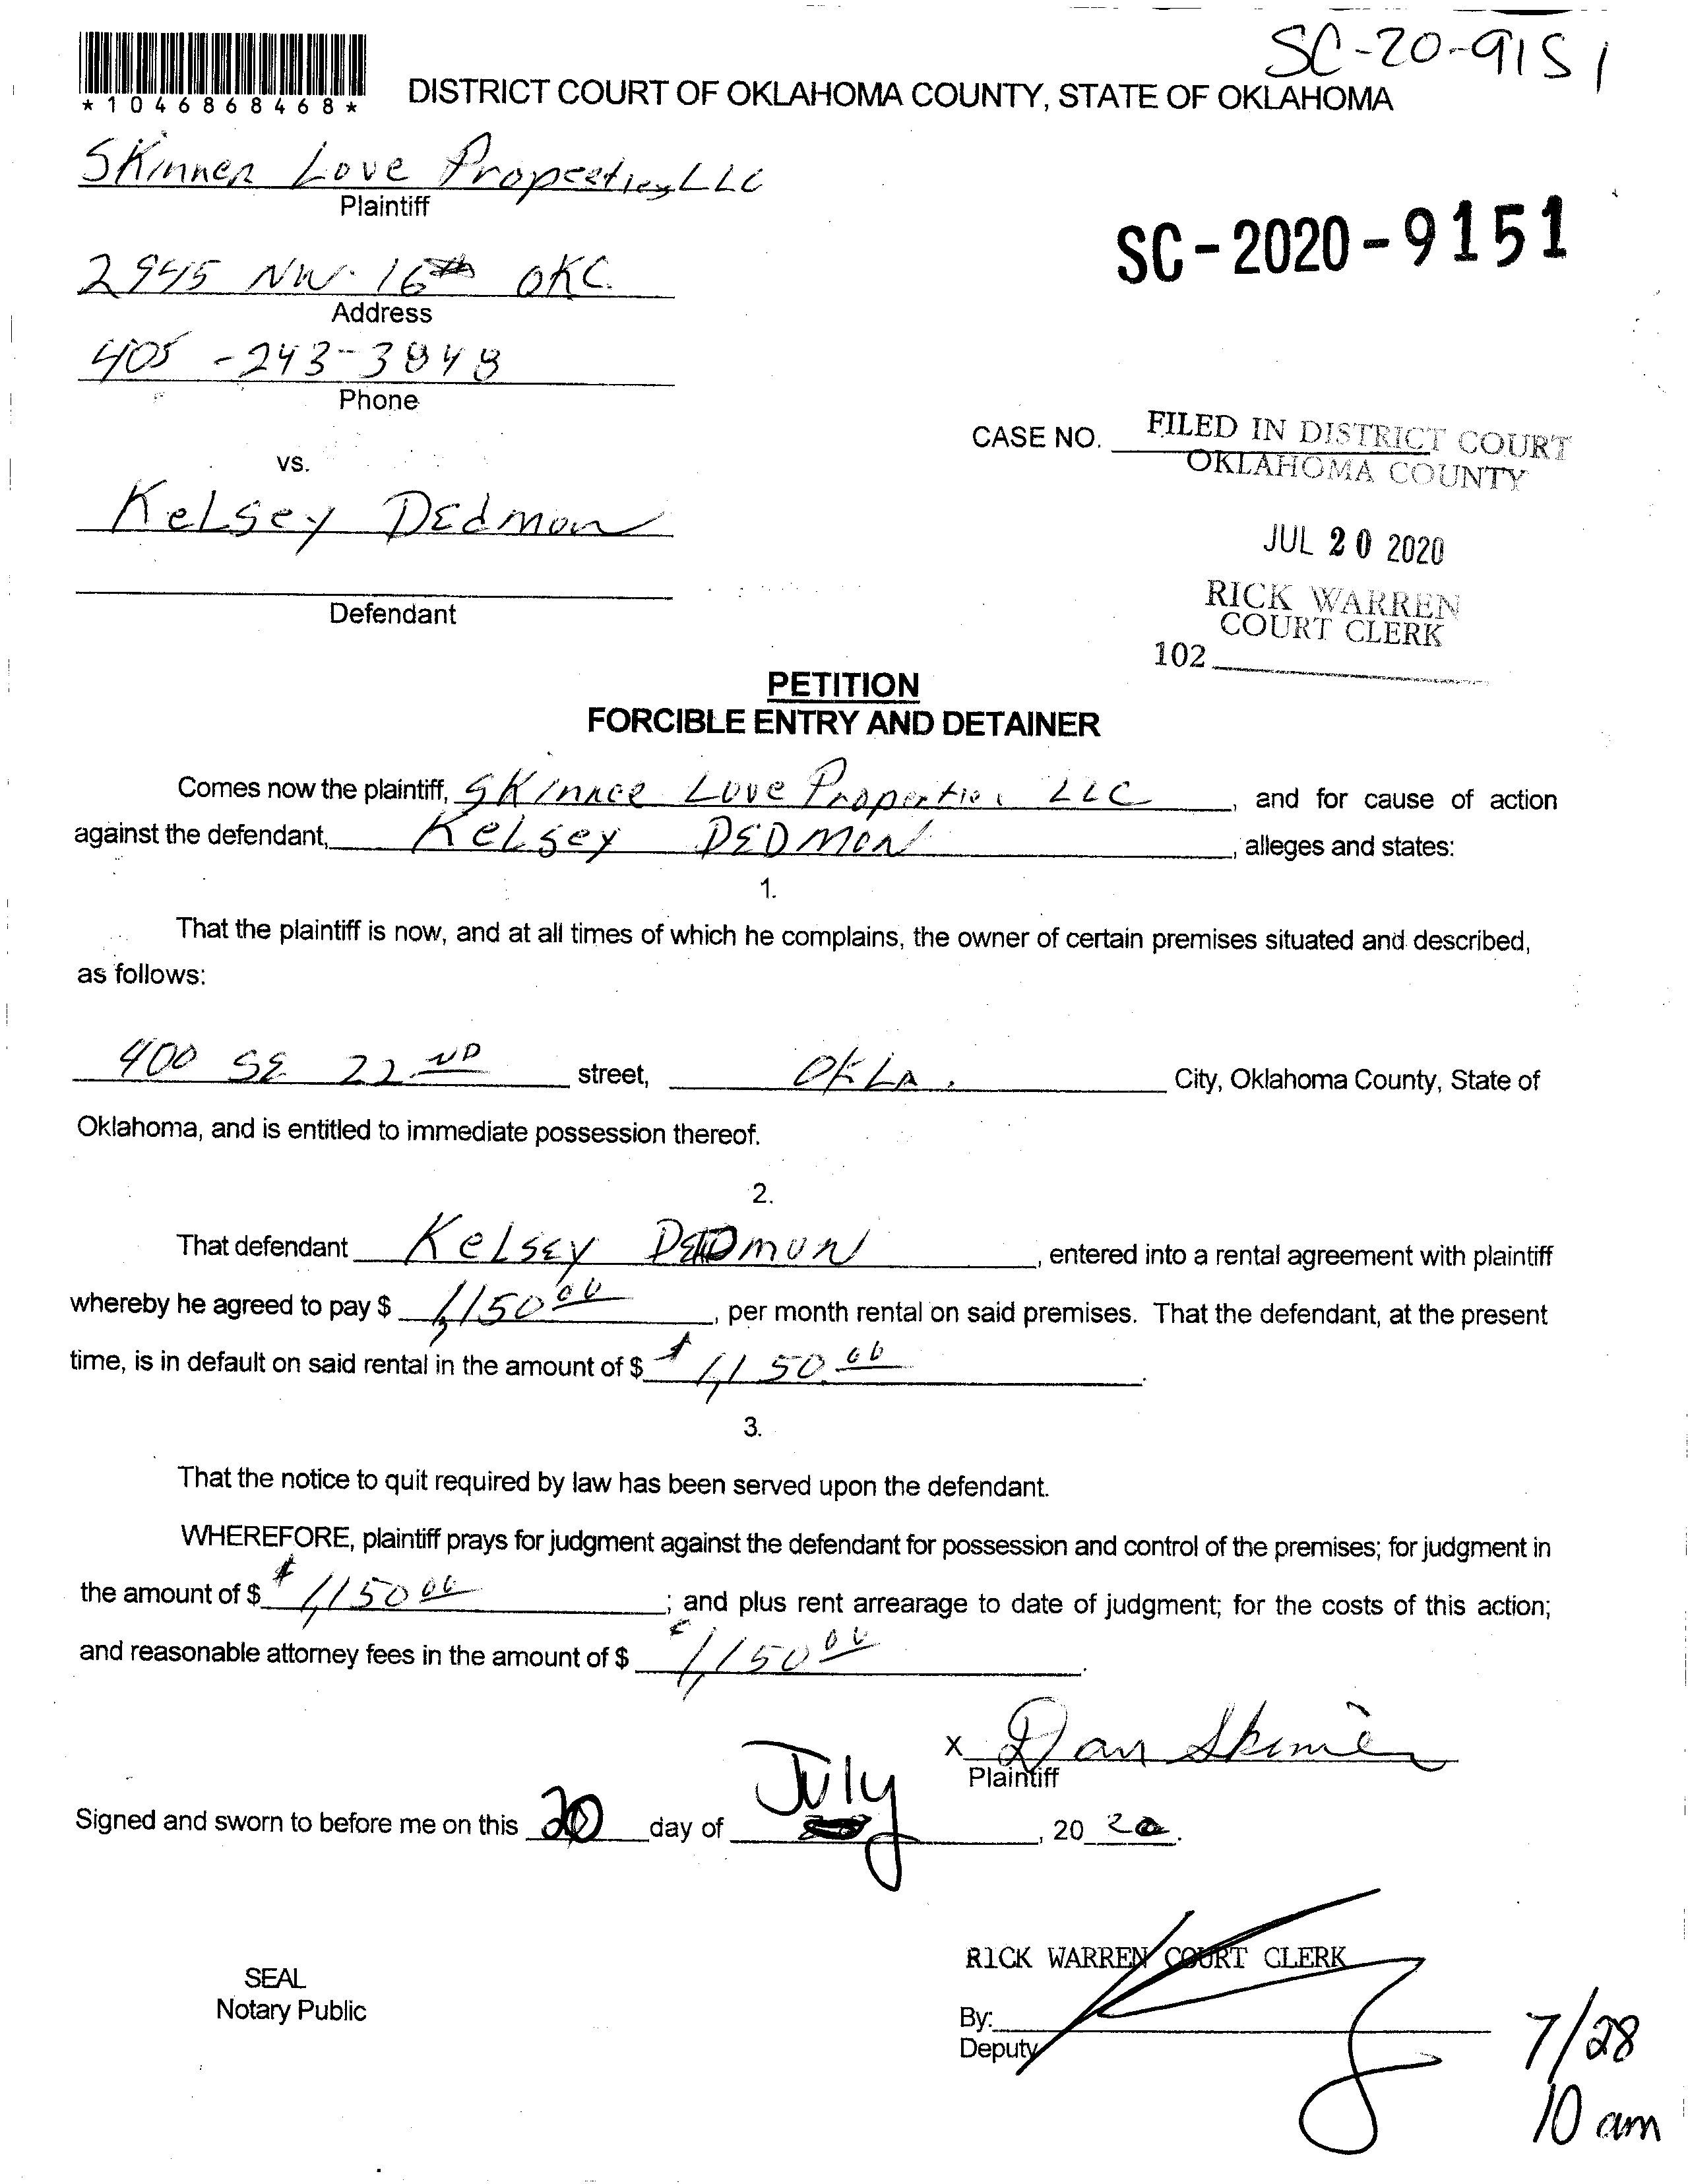 SC-20-9151
*1046868468*
DISTRICT COURT OF OKLAHOMA COUNTY, STATE OF OKLAHOMA
Skinner Love Properties, LLC
Plaintiff
SC-2020-9151
2945 NW. 16th OKC.
Address
405-243-3848
Phone
CASE NO.
FILED IN DISTRICT COURT
OKLAHOMA COUNTY
vs.
Kelsey Dedmon
JUL 20 2020
Defendant
RICK WARREN
COURT CLERK
102
PETITION
FORCIBLE ENTRY AND DETAINER
Comes now the plaintiff, Skinner Love Properties LLC, and for cause of action
against the defendant, Kelsey DEDMON, alleges and states:
1.
That the plaintiff is now, and at all times of which he complains, the owner of certain premises situated and described,
as follows:
400 SE 22ND street, OKLA. City, Oklahoma County, State of
Oklahoma, and is entitled to immediate possession thereof.
2.
That defendant Kelsey DEDmon, entered into a rental agreement with plaintiff
whereby he agreed to pay $ 1,150 00, per month rental on said premises. That the defendant, at the present
time, is in default on said rental in the amount of $ $ 1,150.00.
3.
That the notice to quit required by law has been served upon the defendant.
WHEREFORE, plaintiff prays for judgment against the defendant for possession and control of the premises; for judgment in
the amount of $ $ 1,150 00; and plus rent arrearage to date of judgment; for the costs of this action;
and reasonable attorney fees in the amount of $ $ 1,150 00.
X Dan Skinner
Plaintiff
Signed and sworn to before me on this 20 day of July, 20 20.
RICK WARREN COURT CLERK
SEAL
Notary Public
By:
Deputy
7/28
10 am